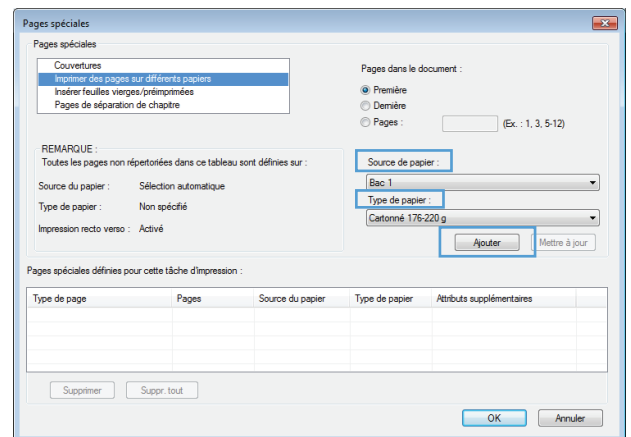 Pages spéciales
Pages spéciales
Couvertures
Imprimer des pages sur différents papiers
Insérer feuilles vierges/préimprimées
Pages de séparation de chapitre
Pages dans le document :
Première
Dernière
Pages :
(Ex. : 1, 3, 5-12)
REMARQUE :
Toutes les pages non répertoriées dans ce tableau sont définies sur :
Source du papier : Sélection automatique
Type de papier : Non spécifié
Impression recto verso : Activé
Source de papier :
Bac 1
Type de papier :
Cartonné 176-220 g
Ajouter Mettre à jour
Pages spéciales définies pour cette tâche d'impression :
Type de page Pages Source du papier Type de papier Attributs supplémentaires
Supprimer Suppr. tout
OK Annuler